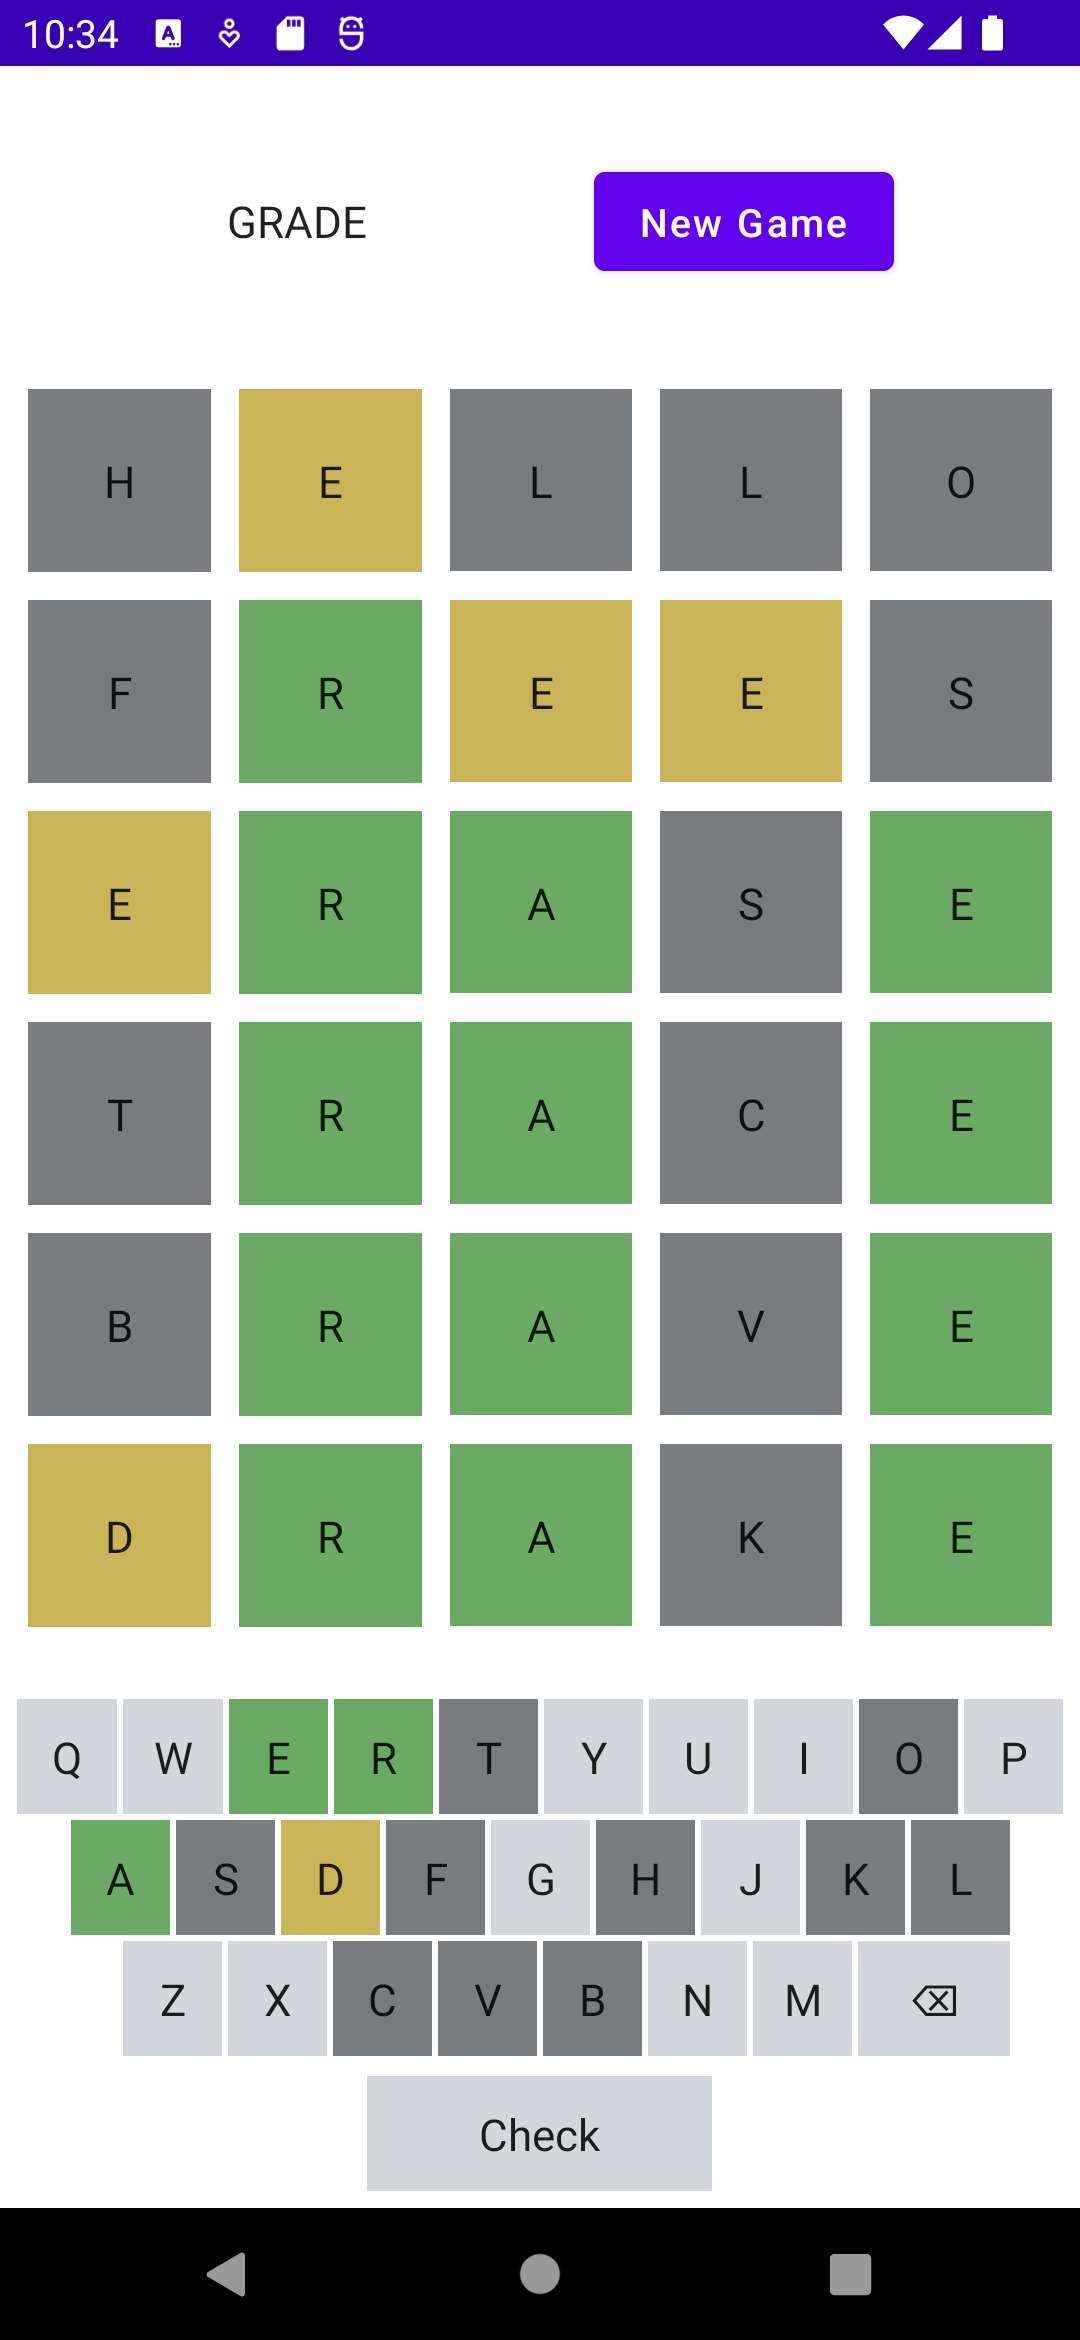 10:34
GRADE New Game
H E L L O
F R E E S
E R A S E
T R A C E
B R A V E
D R A K E
Q W E R T Y U I O P
A S D F G H J K L
Z X C V B N M
Check